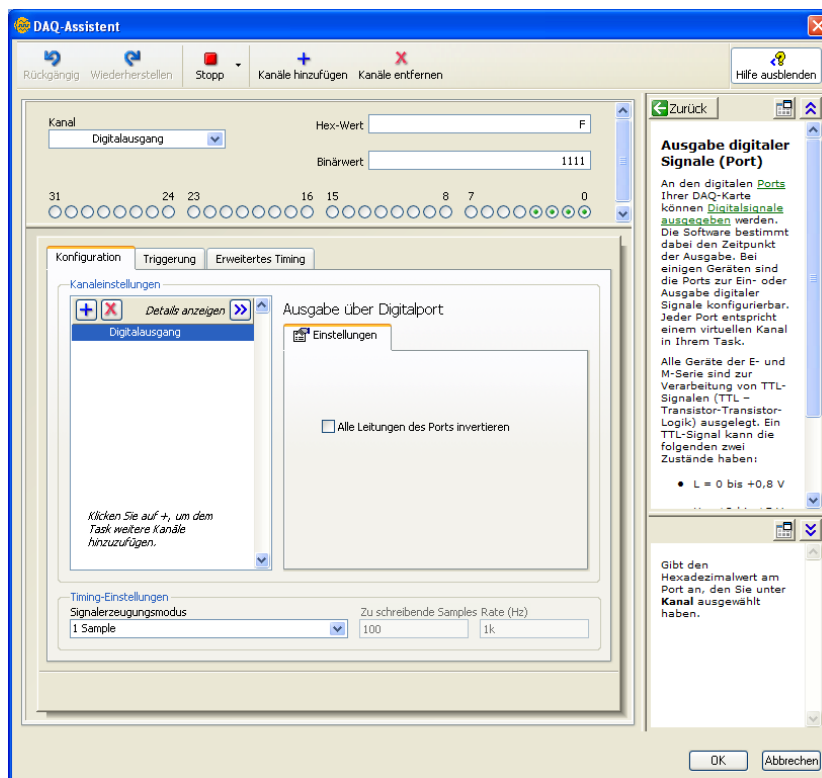 DAQ-Assistent
Rückgängig Wiederherstellen Stopp Kanäle hinzufügen Kanäle entfernen Hilfe ausblenden
Kanal
Digitalausgang
Hex-Wert F
Binärwert 1111
31 24 23 16 15 8 7 0
Konfiguration Triggerung Erweitertes Timing
Kanaleinstellungen
Details anzeigen
Digitalausgang
Klicken Sie auf +, um dem
Task weitere Kanäle
hinzuzufügen.
Ausgabe über Digitalport
Einstellungen
Alle Leitungen des Ports invertieren
Timing-Einstellungen
Signalerzeugungsmodus Zu schreibende Samples Rate (Hz)
1 Sample 100 1k
Zurück
Ausgabe digitaler
Signale (Port)
An den digitalen Ports
Ihrer DAQ-Karte
können Digitalsignale
ausgegeben werden.
Die Software bestimmt
dabei den Zeitpunkt
der Ausgabe. Bei
einigen Geräten sind
die Ports zur Ein- oder
Ausgabe digitaler
Signale konfigurierbar.
Jeder Port entspricht
einem virtuellen Kanal
in Ihrem Task.
Alle Geräte der E- und
M-Serie sind zur
Verarbeitung von TTL-
Signalen (TTL –
Transistor-Transistor-
Logik) ausgelegt. Ein
TTL-Signal kann die
folgenden zwei
Zustände haben:
• L = 0 bis +0,8 V
Gibt den
Hexadezimalwert am
Port an, den Sie unter
Kanal ausgewählt
haben.
OK Abbrechen